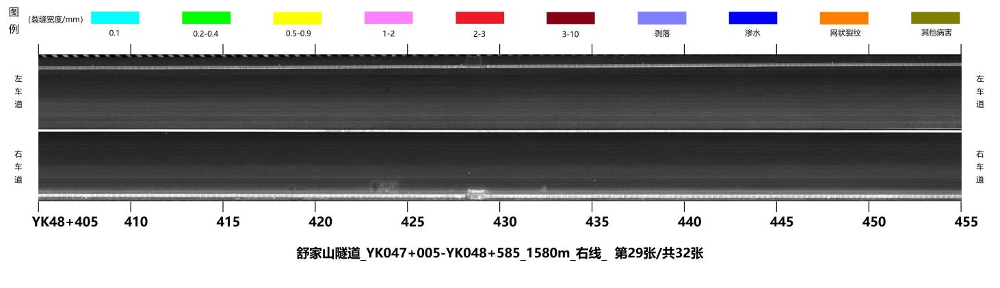 图例 (裂缝宽度/mm)
0.1 0.2-0.4 0.5-0.9 1-2 2-3 3-10 剥落 渗水 网状裂纹 其他病害
左车道 左车道
右车道 右车道
YK48+405 410 415 420 425 430 435 440 445 450 455
舒家山隧道_YK047+005-YK048+585_1580m_右线_ 第29张/共32张